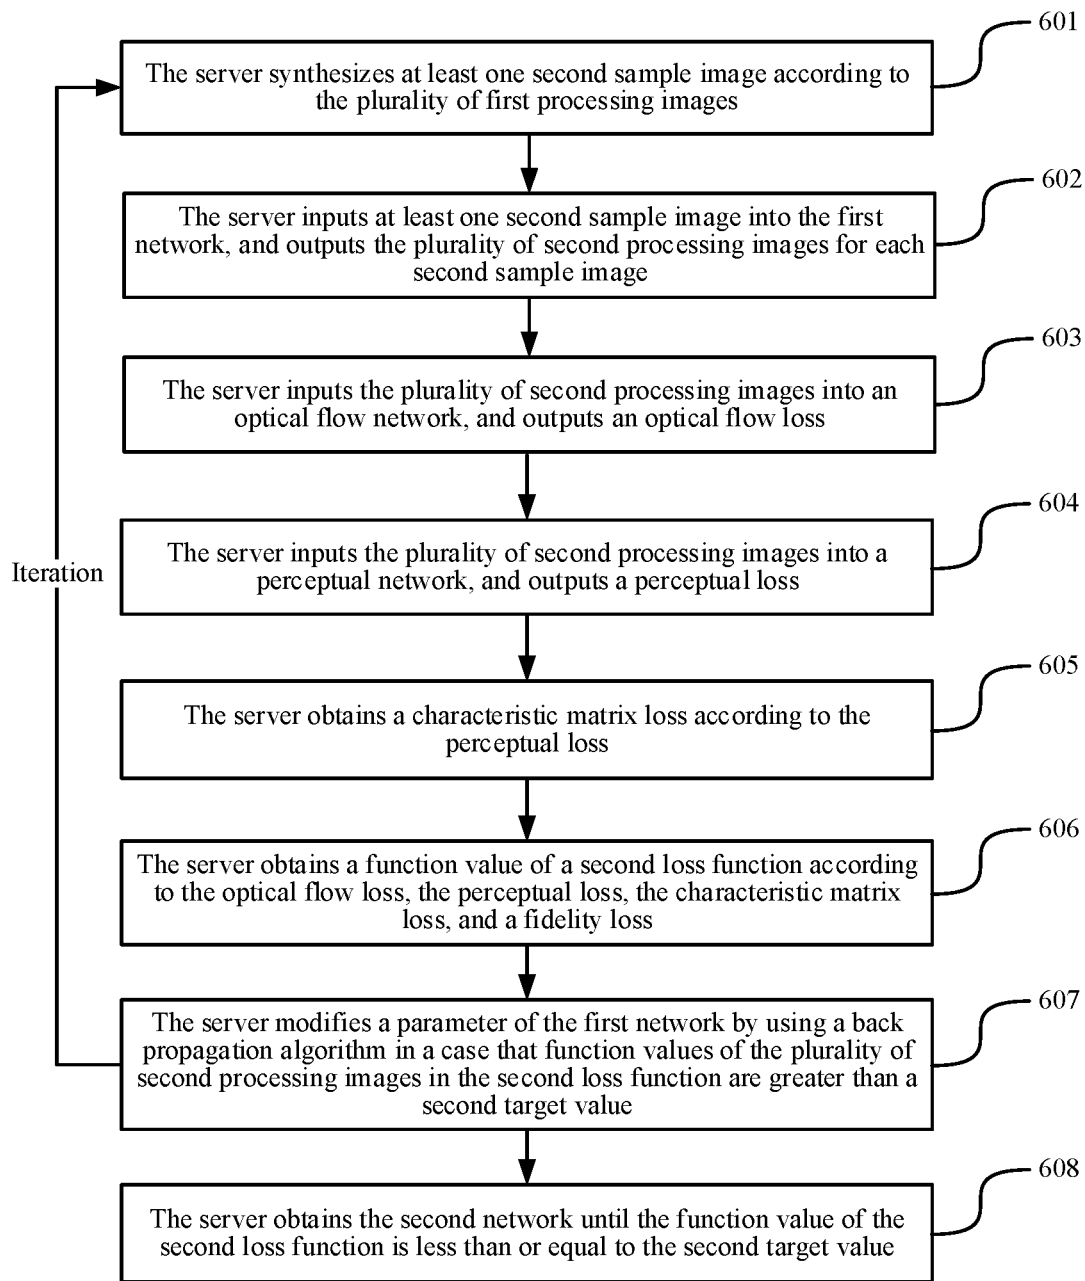 601
The server synthesizes at least one second sample image according to
the plurality of first processing images
602
The server inputs at least one second sample image into the first
network, and outputs the plurality of second processing images for each
second sample image
603
The server inputs the plurality of second processing images into an
optical flow network, and outputs an optical flow loss
604
The server inputs the plurality of second processing images into a
perceptual network, and outputs a perceptual loss
Iteration
605
The server obtains a characteristic matrix loss according to the
perceptual loss
606
The server obtains a function value of a second loss function according
to the optical flow loss, the perceptual loss, the characteristic matrix
loss, and a fidelity loss
607
The server modifies a parameter of the first network by using a back
propagation algorithm in a case that function values of the plurality of
second processing images in the second loss function are greater than a
second target value
608
The server obtains the second network until the function value of the
second loss function is less than or equal to the second target value